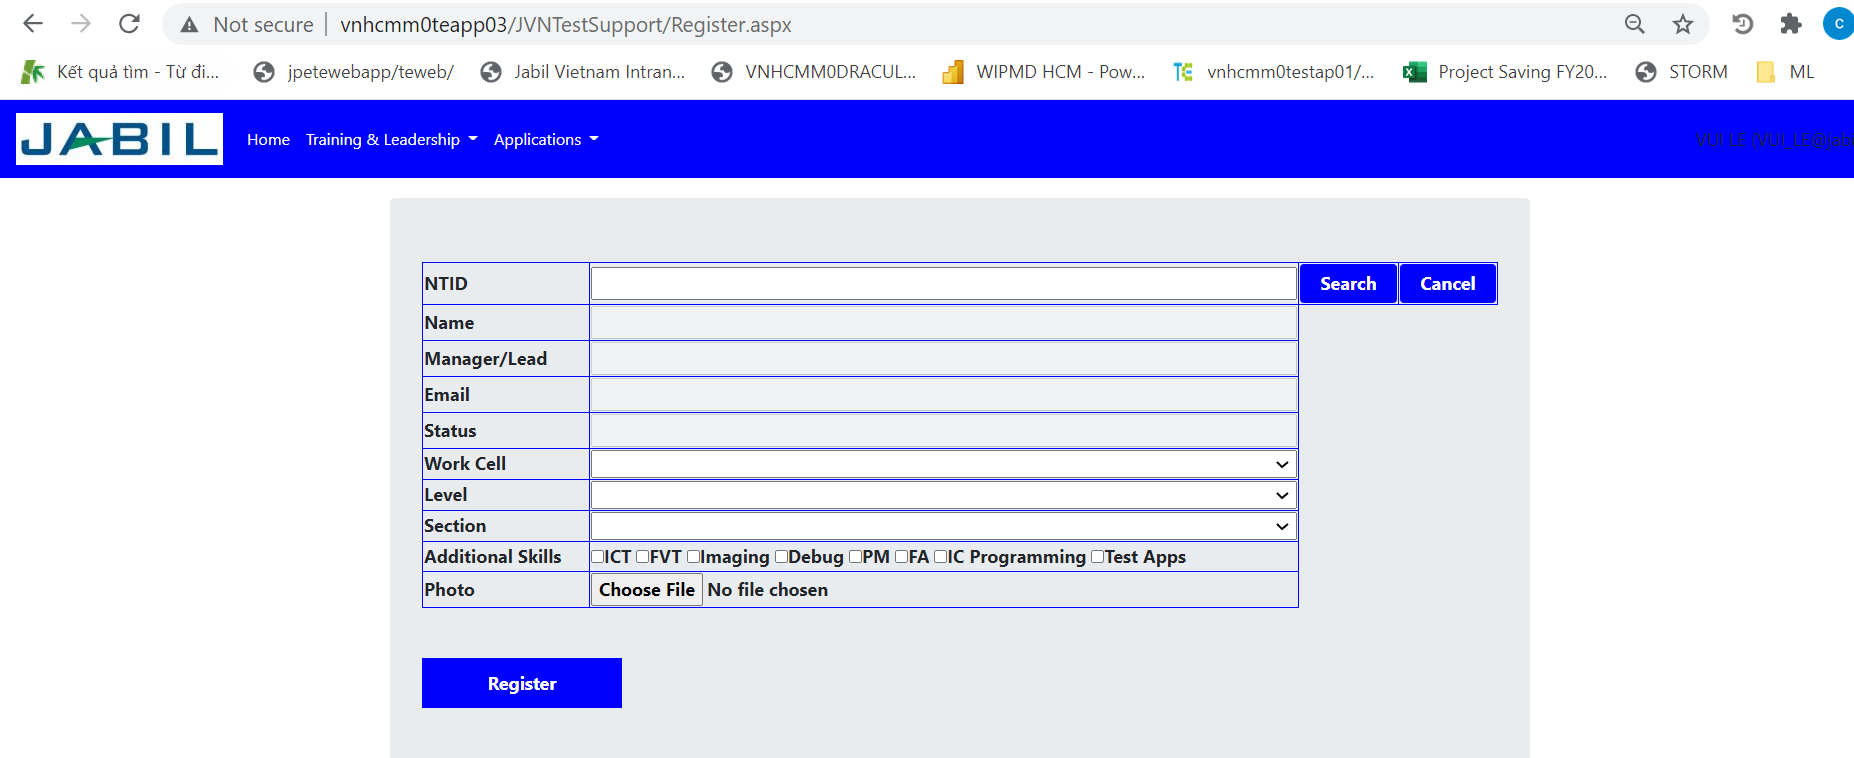 Not secure | vnhcmm0teapp03/JVNTestSupport/Register.aspx
C
Kết quả tìm - Từ đi... jpetewebapp/teweb/ Jabil Vietnam Intran... VNHCMM0DRACUL... WIPMD HCM - Pow... vnhcmm0testap01/... Project Saving FY20... STORM ML
JABIL Home Training & Leadership Applications
NTID Search Cancel
Name
Manager/Lead
Email
Status
Work Cell
Level
Section
Additional Skills ICT FVT Imaging Debug PM FA IC Programming Test Apps
Photo Choose File No file chosen
Register